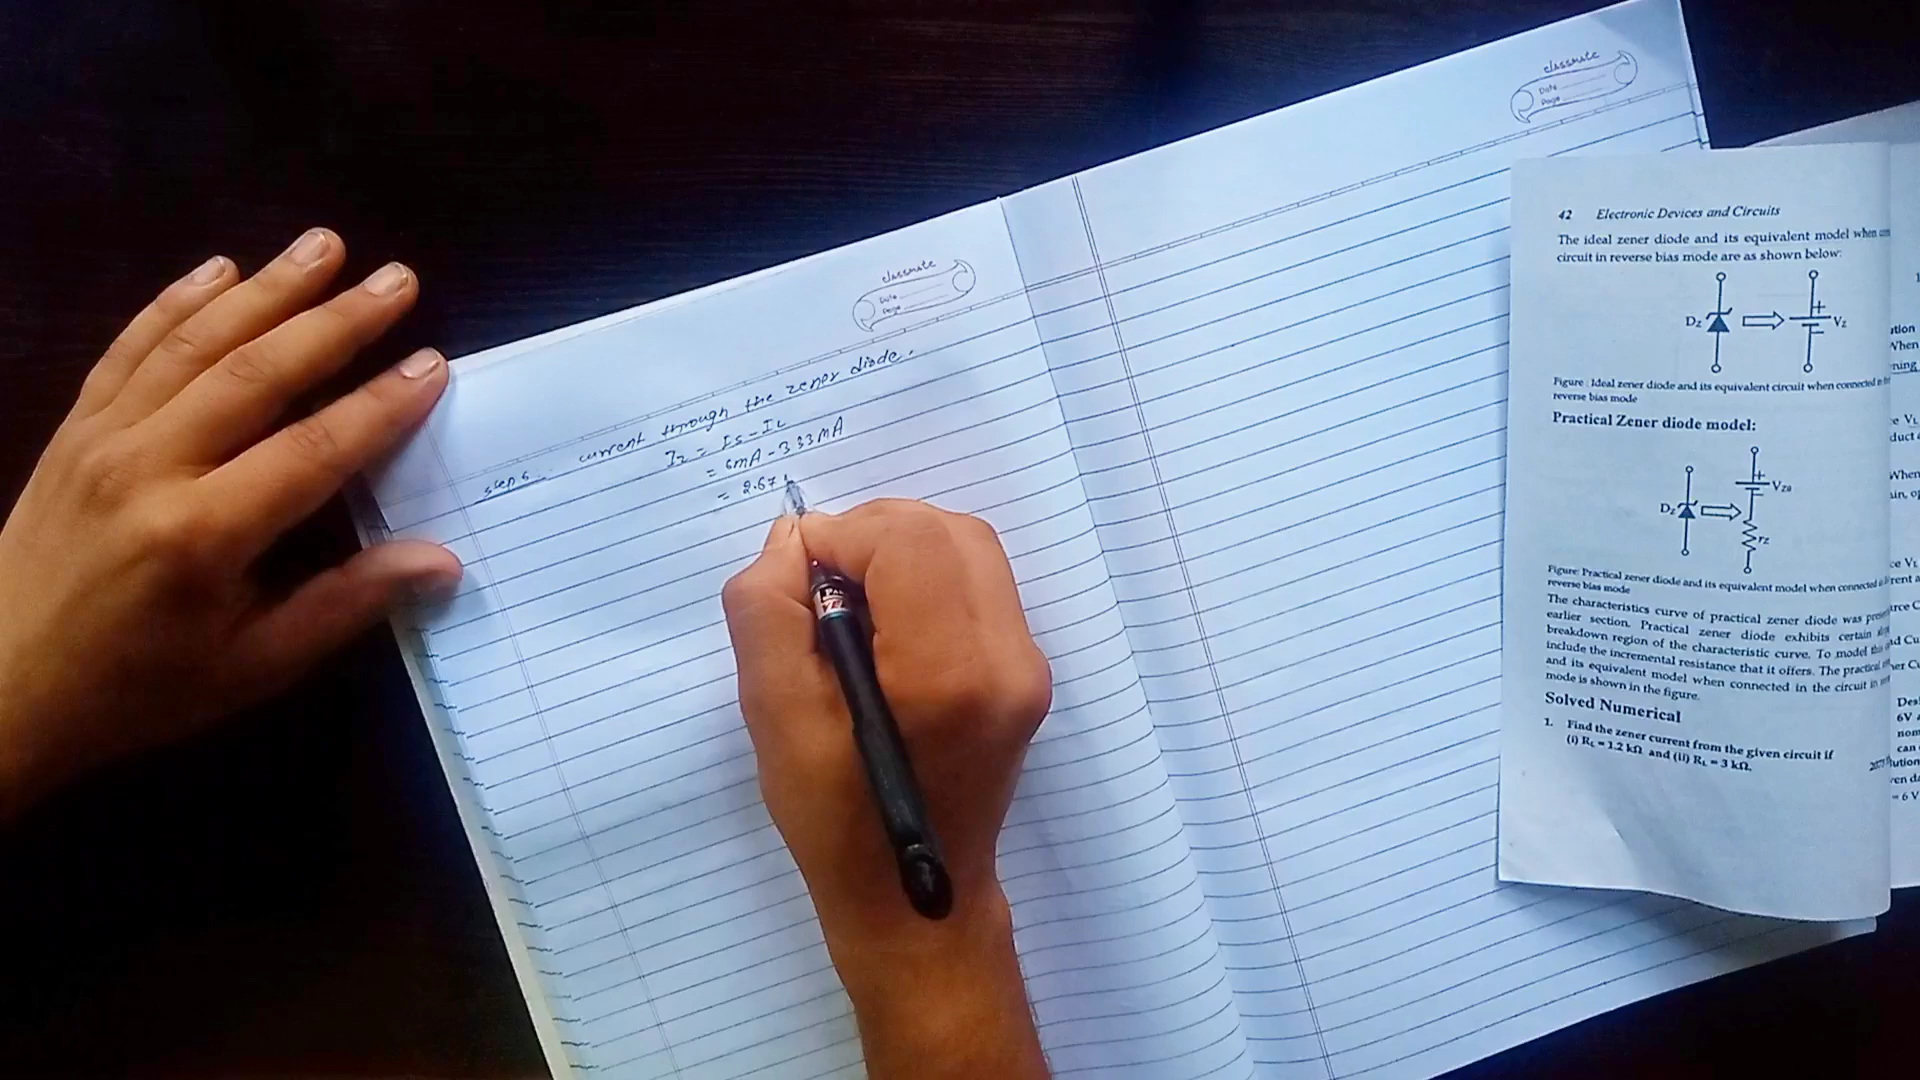 classmate
Date
Page
step 5: current through the zener diode.
Iz = Is - IL
= 6mA - 3.33mA
= 2.67
classmate
Date
Page
42 Electronic Devices and Circuits
The ideal zener diode and its equivalent model when
circuit in reverse bias mode are as shown below:
Dz
Vz
Figure : Ideal zener diode and its equivalent circuit when connected in
reverse bias mode
Practical Zener diode model:
Dz
rz
Figure: Practical zener diode and its equivalent model when connected
reverse bias mode
The characteristics curve of practical zener diode was
earlier section. Practical zener diode exhibits certain
breakdown region of the characteristic curve. To model
include the incremental resistance that it offers. The practical
and its equivalent model when connected in the circuit in
mode is shown in the figure.
Solved Numerical
1. Find the zener current from the given circuit if
(i) RL = 1.2 kΩ and (ii) RL = 3 kΩ.
When
When
can
= 6 V